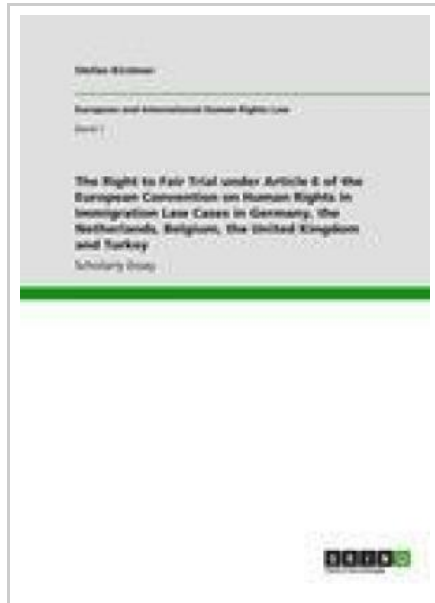 Stefan Kirchner
European and International Human Rights Law
Band 1
The Right to Fair Trial under Article 6 of the
European Convention on Human Rights in
Immigration Law Cases in Germany, the
Netherlands, Belgium, the United Kingdom
and Turkey
Scholarly Essay
GRIN